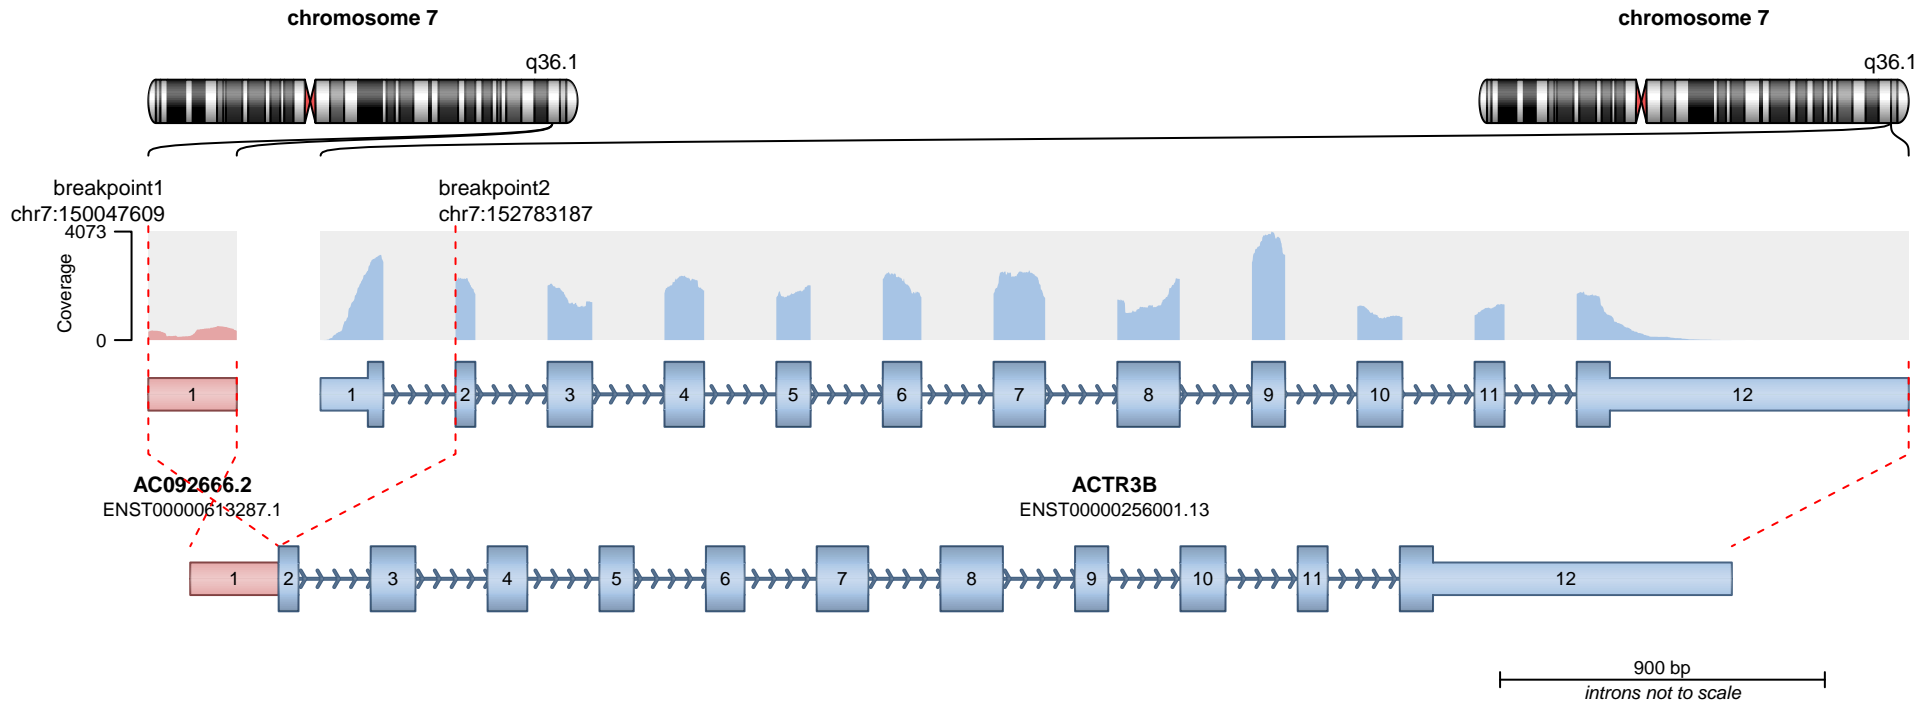 chromosome 7
chromosome 7
q36.1
q36.1
breakpoint1
chr7:150047609
breakpoint2
chr7:152783187
4073
Coverage
0
1
1
2
3
4
5
6
7
8
9
10
11
12
AC092666.2
ENST00000613287.1
ACTR3B
ENST00000256001.13
1
2
3
4
5
6
7
8
9
10
11
12
900 bp
introns not to scale